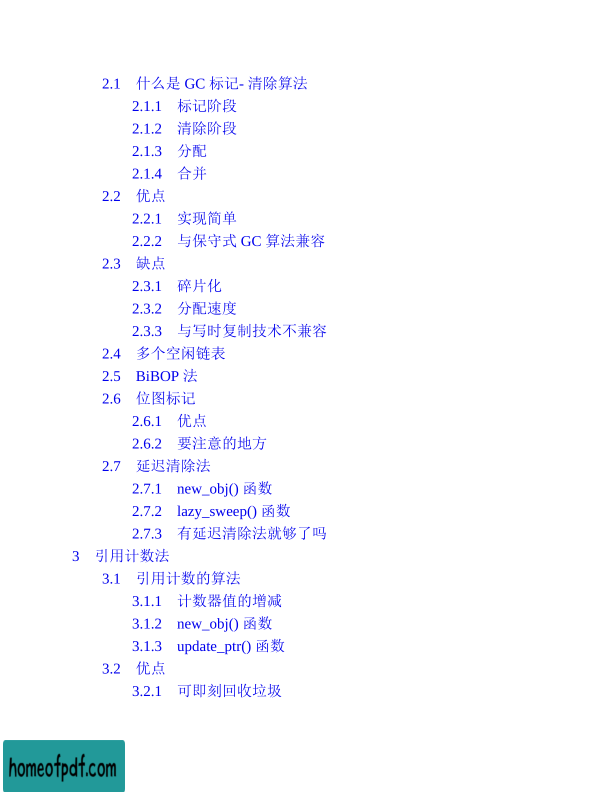 2.1 什么是 GC 标记- 清除算法
2.1.1 标记阶段
2.1.2 清除阶段
2.1.3 分配
2.1.4 合并
2.2 优点
2.2.1 实现简单
2.2.2 与保守式 GC 算法兼容
2.3 缺点
2.3.1 碎片化
2.3.2 分配速度
2.3.3 与写时复制技术不兼容
2.4 多个空闲链表
2.5 BiBOP 法
2.6 位图标记
2.6.1 优点
2.6.2 要注意的地方
2.7 延迟清除法
2.7.1 new_obj() 函数
2.7.2 lazy_sweep() 函数
2.7.3 有延迟清除法就够了吗
3 引用计数法
3.1 引用计数的算法
3.1.1 计数器值的增减
3.1.2 new_obj() 函数
3.1.3 update_ptr() 函数
3.2 优点
3.2.1 可即刻回收垃圾
homeofpdf.com